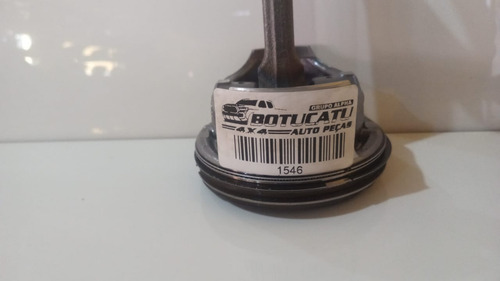 GRUPO ALPHA
BOTUCATU
4X4 AUTO PEÇAS
1546